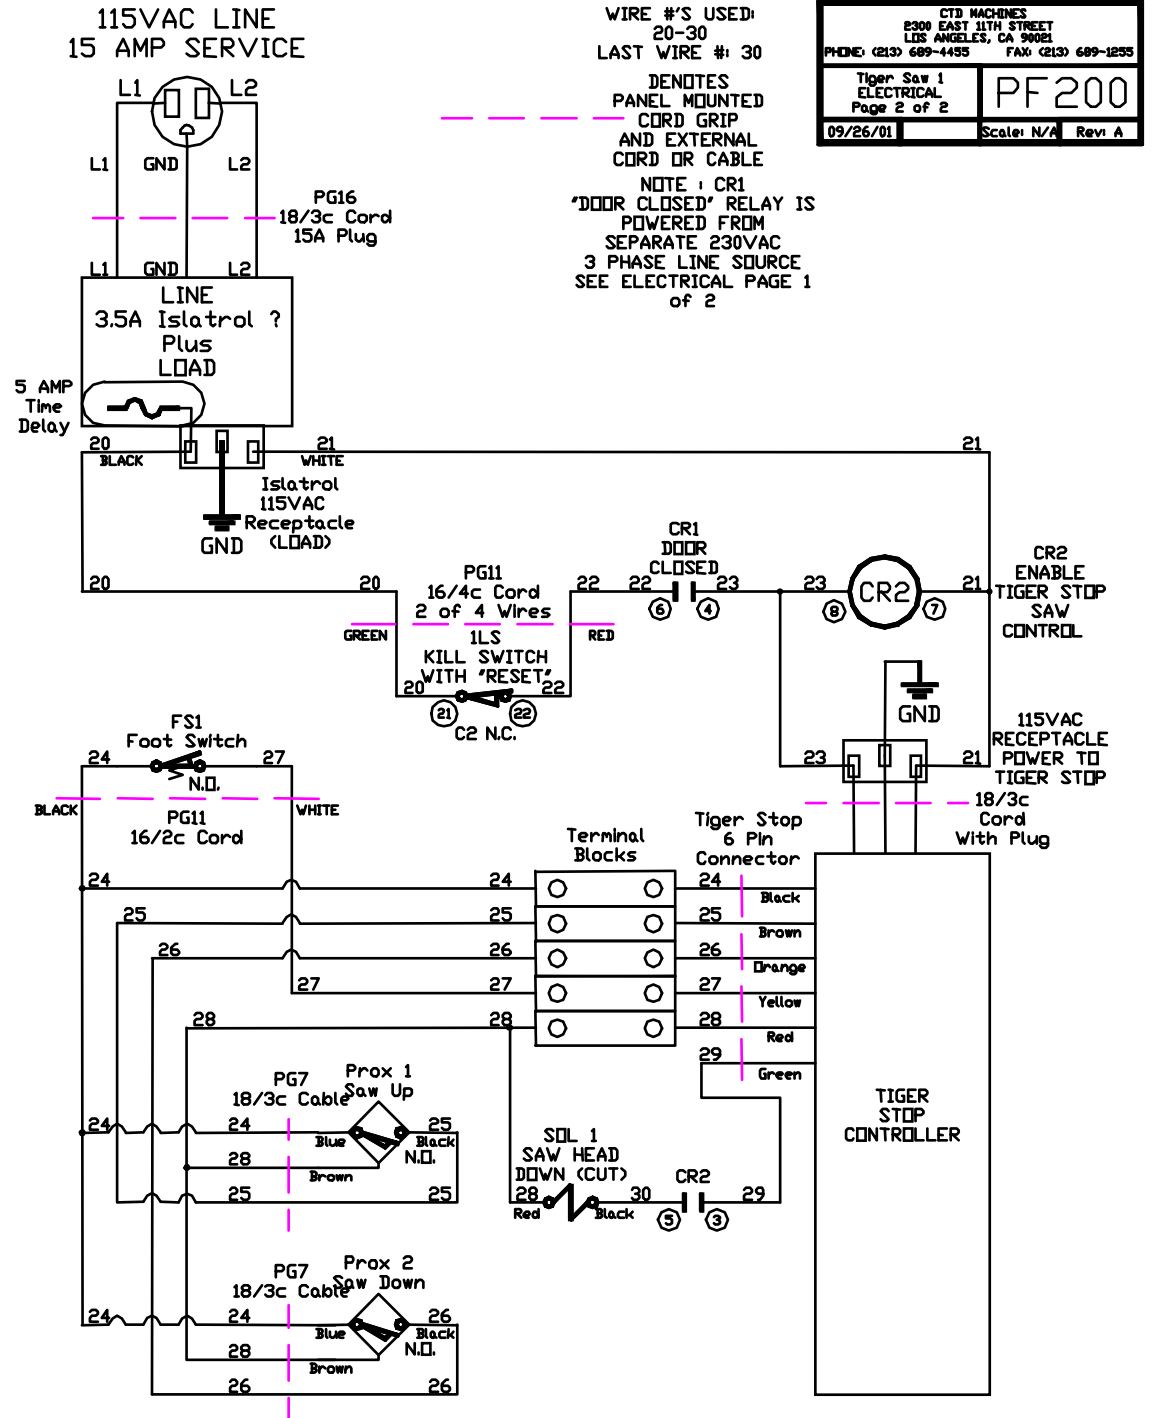 115VAC LINE
15 AMP SERVICE
WIRE #'S USED:
20-30
LAST WIRE #: 30
DENOTES
PANEL MOUNTED
CORD GRIP
AND EXTERNAL
CORD OR CABLE
NOTE : CR1
"DOOR CLOSED" RELAY IS
POWERED FROM
SEPARATE 230VAC
3 PHASE LINE SOURCE
SEE ELECTRICAL PAGE 1
of 2
CTD MACHINES
2300 EAST 11TH STREET
LOS ANGELES, CA 90021
PHONE: (213) 689-4455 FAX: (213) 689-1255
Tiger Saw 1
ELECTRICAL
Page 2 of 2
PF200
09/26/01
Scale: N/A
Rev: A
L1 L2
L1 GND L2
PG16
18/3c Cord
15A Plug
L1 GND L2
LINE
3.5A Islatrol ?
Plus
LOAD
5 AMP
Time
Delay
20
BLACK
21
WHITE
21
Islatrol
115VAC
Receptacle
(LOAD)
GND
20 20
PG11
16/4c Cord
2 of 4 Wires
GREEN
RED
1LS
KILL SWITCH
WITH "RESET"
20 22
21 22
C2 N.C.
22 22
CR1
DOOR
CLOSED
23
6 4
23
CR2
8 7
21
CR2
ENABLE
TIGER STOP
SAW
CONTROL
GND
23 21
115VAC
RECEPTACLE
POWER TO
TIGER STOP
18/3c
Cord
With Plug
FS1
Foot Switch
24 27
N.O.
BLACK
WHITE
PG11
16/2c Cord
Terminal
Blocks
Tiger Stop
6 Pin
Connector
24 24 24
Black
25 25 25
Brown
26 26 26
Orange
27 27 27
Yellow
28 28 28
Red
29
Green
TIGER
STOP
CONTROLLER
PG7
18/3c Cable
Prox 1
Saw Up
24 24
Blue
25
Black
N.O.
28
Brown
25 25
SOL 1
SAW HEAD
DOWN (CUT)
28
Red
30
Black
CR2
29
5 3
PG7
18/3c Cable
Prox 2
Saw Down
24 24
Blue
26
Black
N.O.
28
Brown
26 26